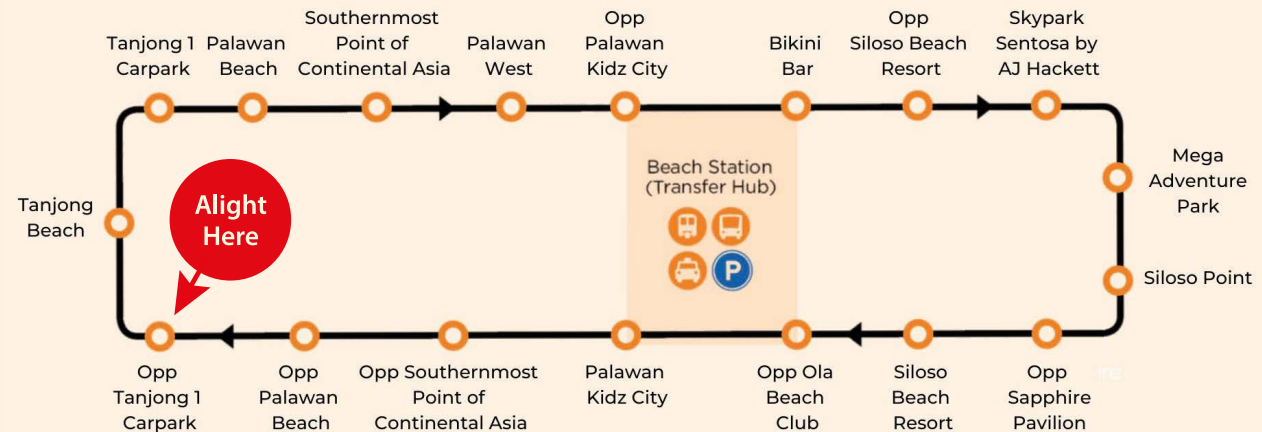 Tanjong 1
Carpark
Palawan
Beach
Southernmost
Point of
Continental Asia
Palawan
West
Opp
Palawan
Kidz City
Bikini
Bar
Opp
Siloso Beach
Resort
Skypark
Sentosa by
AJ Hackett
Mega
Adventure
Park
Siloso Point
Beach Station
(Transfer Hub)
P
Alight
Here
Tanjong
Beach
Opp
Tanjong 1
Carpark
Opp
Palawan
Beach
Opp Southernmost
Point of
Continental Asia
Palawan
Kidz City
Opp Ola
Beach
Club
Siloso
Beach
Resort
Opp
Sapphire
Pavilion